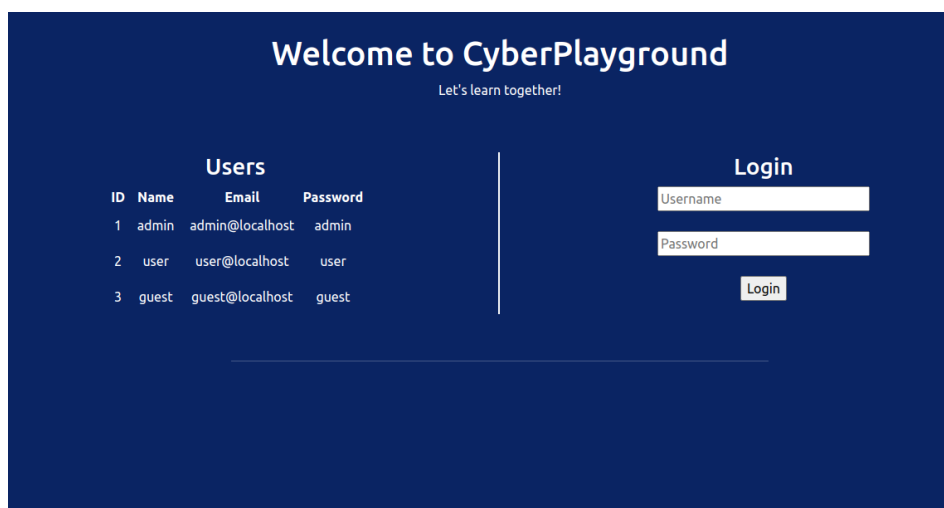 Welcome to CyberPlayground
Let's learn together!
Users
ID Name Email Password
1 admin admin@localhost admin
2 user user@localhost user
3 guest guest@localhost guest
Login
Username
Password
Login